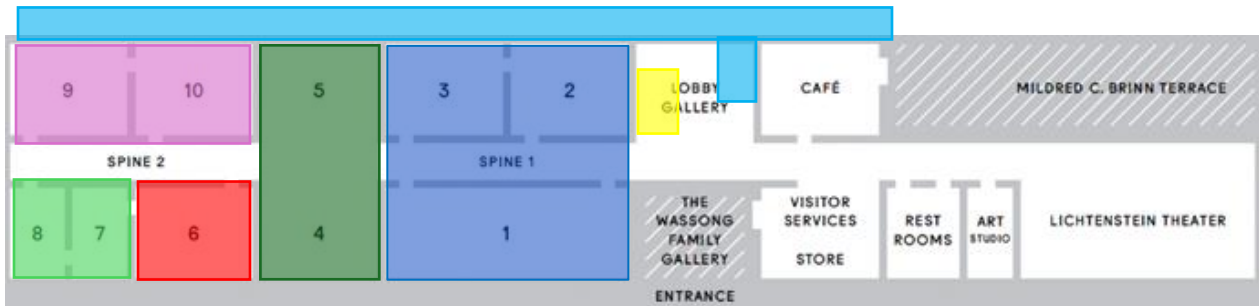 9
10
5
3
2
LOBBY
GALLERY
CAFÉ
MILDRED C. BRINN TERRACE
SPINE 2
SPINE 1
8
7
6
4
1
THE
WASSONG
FAMILY
GALLERY
VISITOR
SERVICES
STORE
REST
ROOMS
ART
STUDIO
LICHTENSTEIN THEATER
ENTRANCE